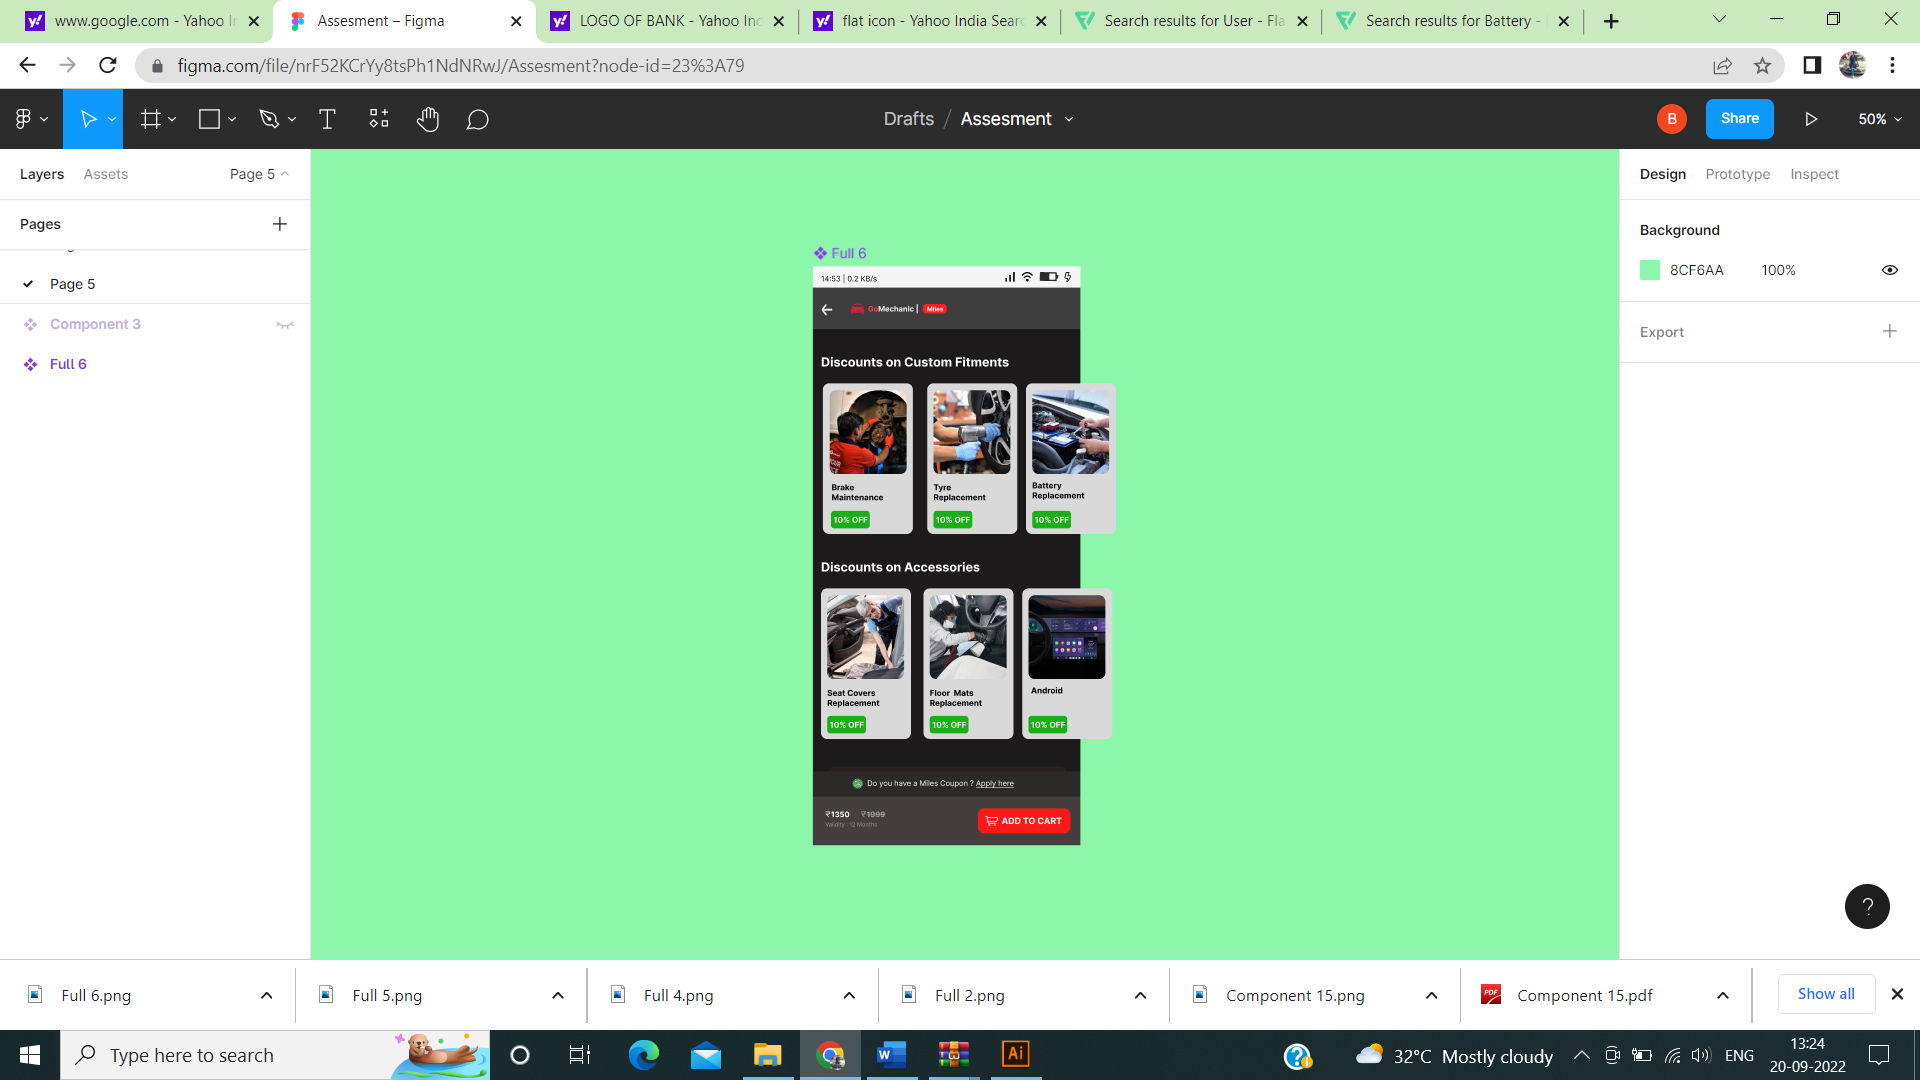 www.google.com - Yahoo In
Assesment – Figma
LOGO OF BANK - Yahoo Ind
flat icon - Yahoo India Searc
Search results for User - Fla
Search results for Battery -
figma.com/file/nrF52KCrYy8tsPh1NdNRwJ/Assesment?node-id=23%3A79
Drafts / Assesment
B
Share
50%
Layers
Assets
Page 5
Design
Prototype
Inspect
Pages
Page 5
Component 3
Full 6
Background
8CF6AA
100%
Export
Full 6
14:53 | 0.2 KB/s
GoMechanic | Miles
Discounts on Custom Fitments
Brake
Maintenance
10% OFF
Tyre
Replacement
10% OFF
Battery
Replacement
10% OFF
Discounts on Accessories
Seat Covers
Replacement
10% OFF
Floor Mats
Replacement
10% OFF
Android
10% OFF
Do you have a Miles Coupon ? Apply here
₹1350 ₹1999
Validity : 12 Months
ADD TO CART
?
Full 6.png
Full 5.png
Full 4.png
Full 2.png
Component 15.png
PDF
Component 15.pdf
Show all
Type here to search
Ai
32°C Mostly cloudy
ENG
13:24
20-09-2022